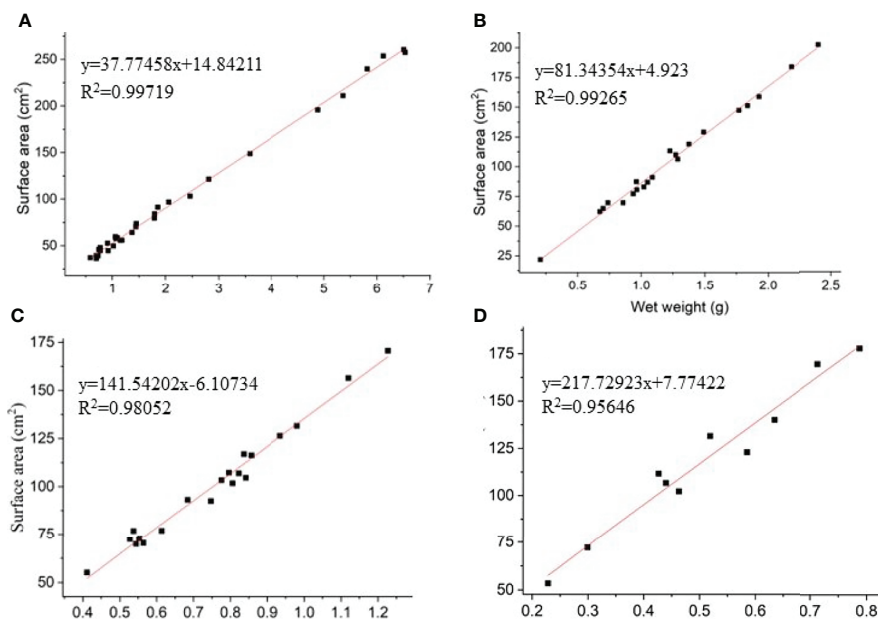 A
y=37.77458x+14.84211
R²=0.99719
Surface area (cm²)
250
200
150
100
50
1 2 3 4 5 6 7
B
y=81.34354x+4.923
R²=0.99265
Surface area (cm²)
200
175
150
125
100
75
50
25
0.5 1.0 1.5 2.0 2.5
Wet weight (g)
C
y=141.54202x-6.10734
R²=0.98052
Surface area (cm²)
175
150
125
100
75
50
0.4 0.5 0.6 0.7 0.8 0.9 1.0 1.1 1.2
D
y=217.72923x+7.77422
R²=0.95646
175
150
125
100
75
50
0.2 0.3 0.4 0.5 0.6 0.7 0.8